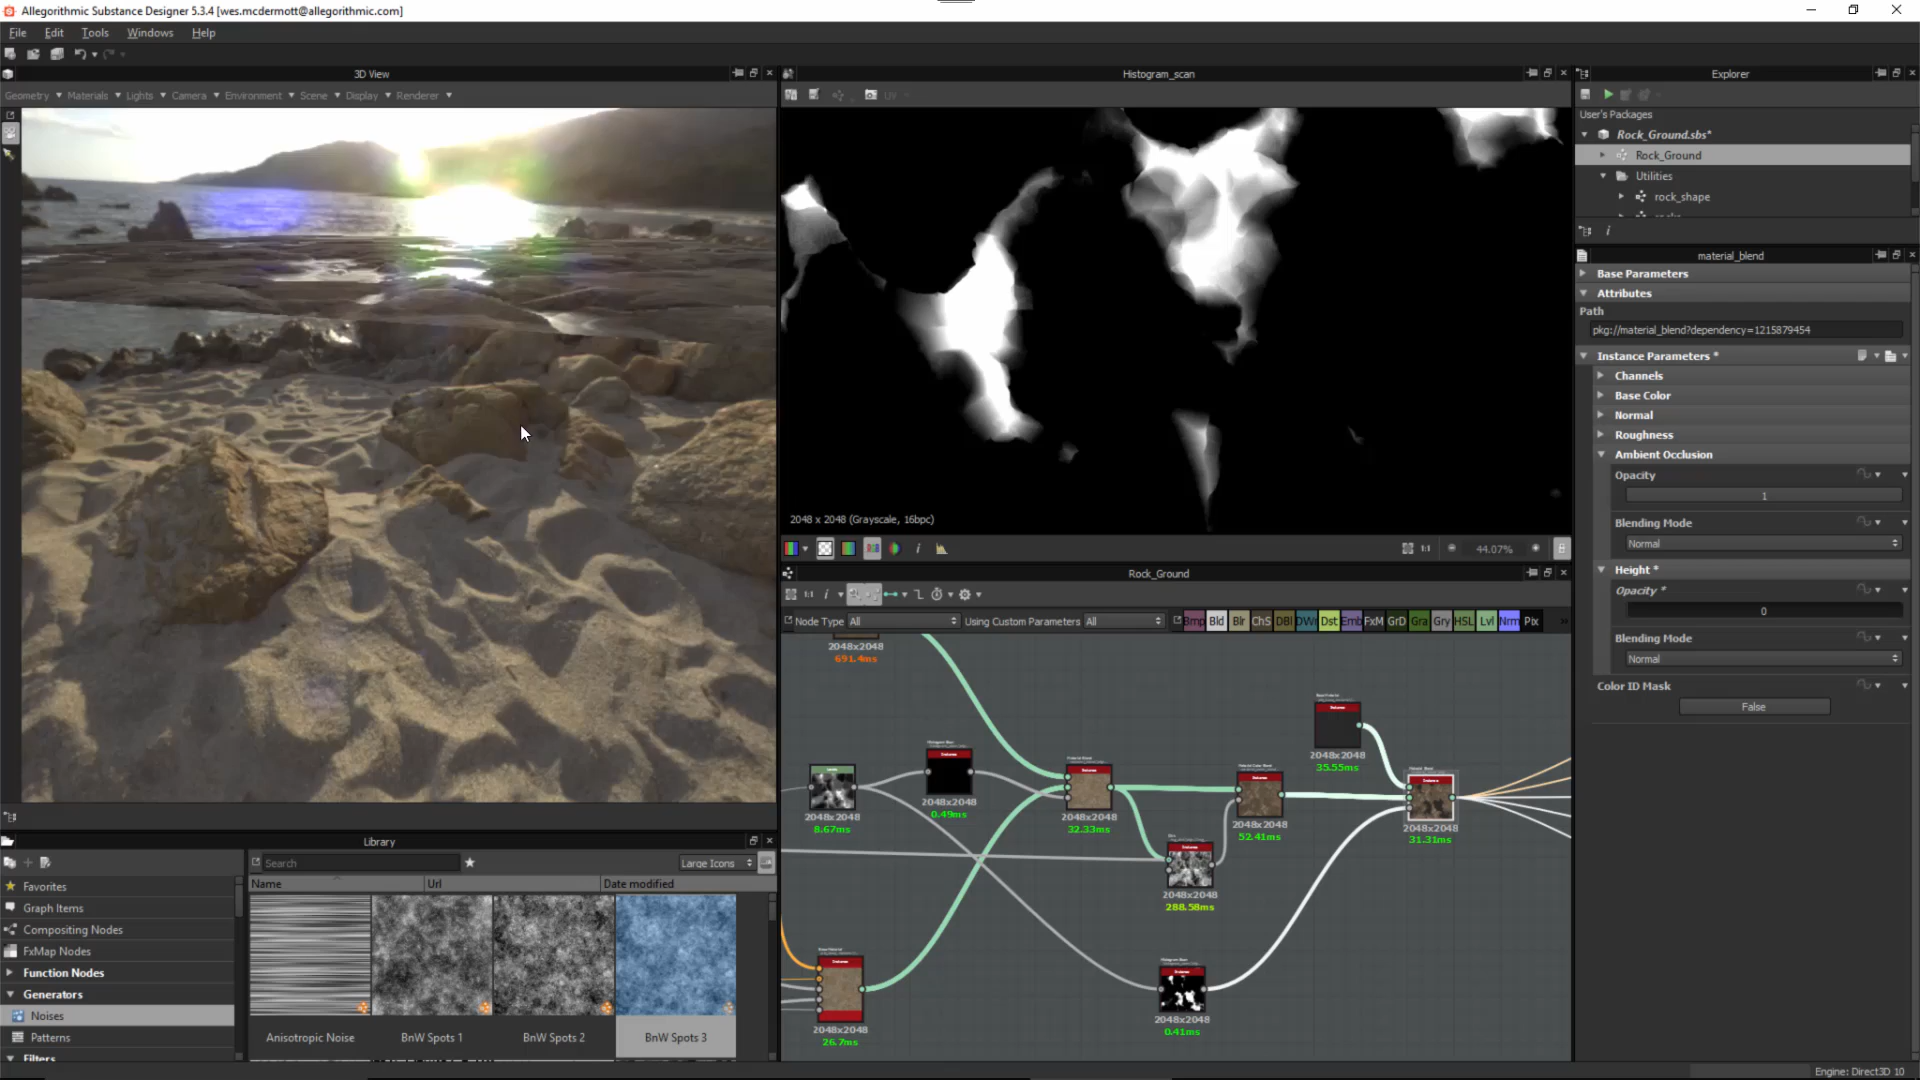 Allegorithmic Substance Designer 5.3.4 [wes.mcdermott@allegorithmic.com]
File Edit Tools Windows Help
3D View
Geometry Materials Lights Camera Environment Scene Display Renderer
Histogram_scan
UV
2048 x 2048 (Grayscale, 16bpc)
RGB
1:1
44.07%
Rock_Ground
1:1
Node Type All Using Custom Parameters All
Bmp Bld Blr ChS DBl DWr Dst Emb FxM GrD Gra Gry HSL Lvl Nrm Pix
2048x2048
691.4ms
2048x2048
8.67ms
2048x2048
0.49ms
2048x2048
32.33ms
2048x2048
52.41ms
2048x2048
35.55ms
2048x2048
31.31ms
2048x2048
288.58ms
2048x2048
0.41ms
2048x2048
26.7ms
Library
Search
Large Icons
Name Url Date modified
Favorites
Graph Items
Compositing Nodes
FxMap Nodes
Function Nodes
Generators
Noises
Patterns
Filters
Anisotropic Noise
BnW Spots 1
BnW Spots 2
BnW Spots 3
Explorer
User's Packages
Rock_Ground.sbs*
Rock_Ground
Utilities
rock_shape
material_blend
Base Parameters
Attributes
Path
pkg://material_blend?dependency=1215879454
Instance Parameters *
Channels
Base Color
Normal
Roughness
Ambient Occlusion
Opacity
1
Blending Mode
Normal
Height *
Opacity *
0
Blending Mode
Normal
Color ID Mask
False
Engine: Direct3D 10